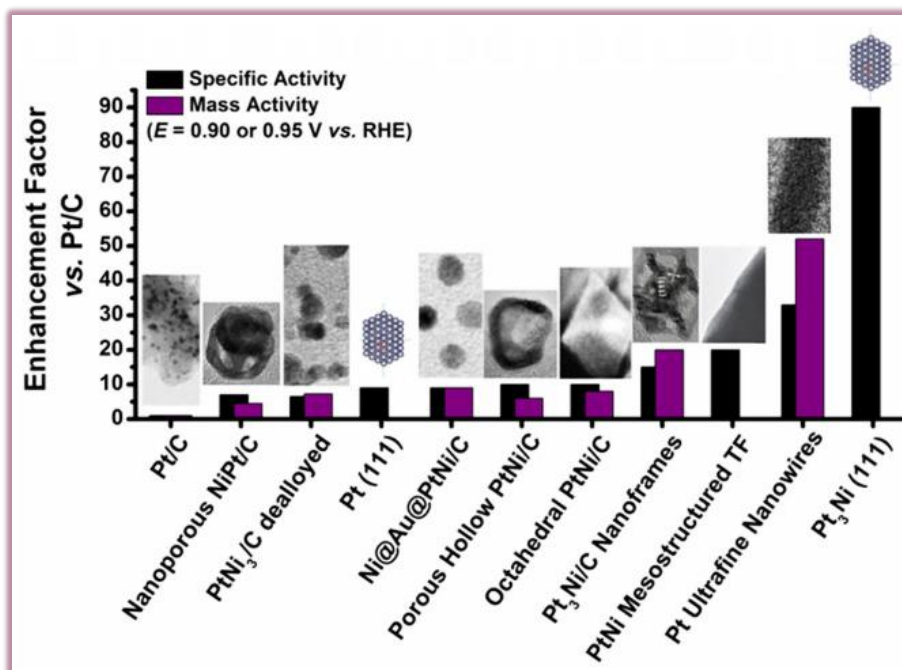 Specific Activity
Mass Activity
(E = 0.90 or 0.95 V vs. RHE)
Enhancement Factor
vs. Pt/C
90
80
70
60
50
40
30
20
10
0
Pt/C
Nanoporous NiPt/C
PtNi₃/C dealloyed
Pt (111)
Ni@Au@PtNi/C
Porous Hollow PtNi/C
Octahedral PtNi/C
Pt₃Ni/C Nanoframes
PtNi Mesostructured TF
Pt Ultrafine Nanowires
Pt₃Ni (111)